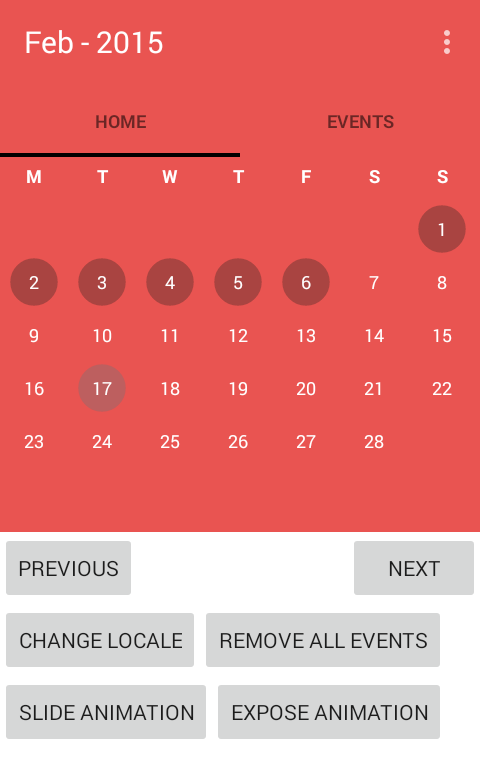 Feb - 2015
HOME EVENTS
M T W T F S S
1
2 3 4 5 6 7 8
9 10 11 12 13 14 15
16 17 18 19 20 21 22
23 24 25 26 27 28
PREVIOUS NEXT
CHANGE LOCALE REMOVE ALL EVENTS
SLIDE ANIMATION EXPOSE ANIMATION